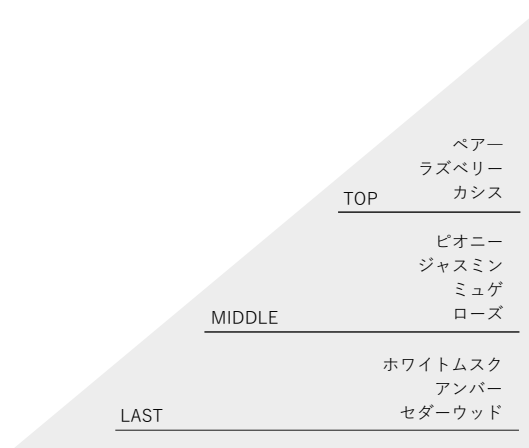 ペアー
ラズベリー
TOP カシス
ピオニー
ジャスミン
ミュゲ
MIDDLE ローズ
ホワイトムスク
アンバー
LAST セダーウッド